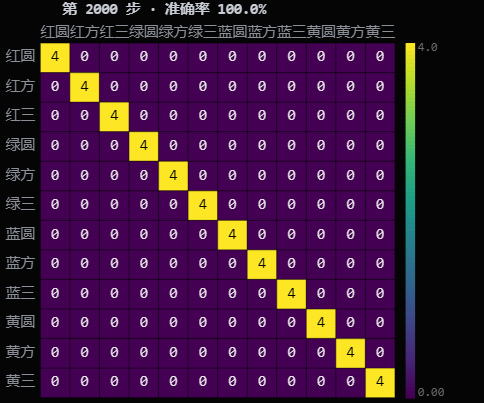 第 2000 步 · 准确率 100.0%
红圆红方红三绿圆绿方绿三蓝圆蓝方蓝三黄圆黄方黄三
红圆 4 0 0 0 0 0 0 0 0 0 0 0 4.0
红方 0 4 0 0 0 0 0 0 0 0 0 0
红三 0 0 4 0 0 0 0 0 0 0 0 0
绿圆 0 0 0 4 0 0 0 0 0 0 0 0
绿方 0 0 0 0 4 0 0 0 0 0 0 0
绿三 0 0 0 0 0 4 0 0 0 0 0 0
蓝圆 0 0 0 0 0 0 4 0 0 0 0 0
蓝方 0 0 0 0 0 0 0 4 0 0 0 0
蓝三 0 0 0 0 0 0 0 0 4 0 0 0
黄圆 0 0 0 0 0 0 0 0 0 4 0 0
黄方 0 0 0 0 0 0 0 0 0 0 4 0
黄三 0 0 0 0 0 0 0 0 0 0 0 4 0.00